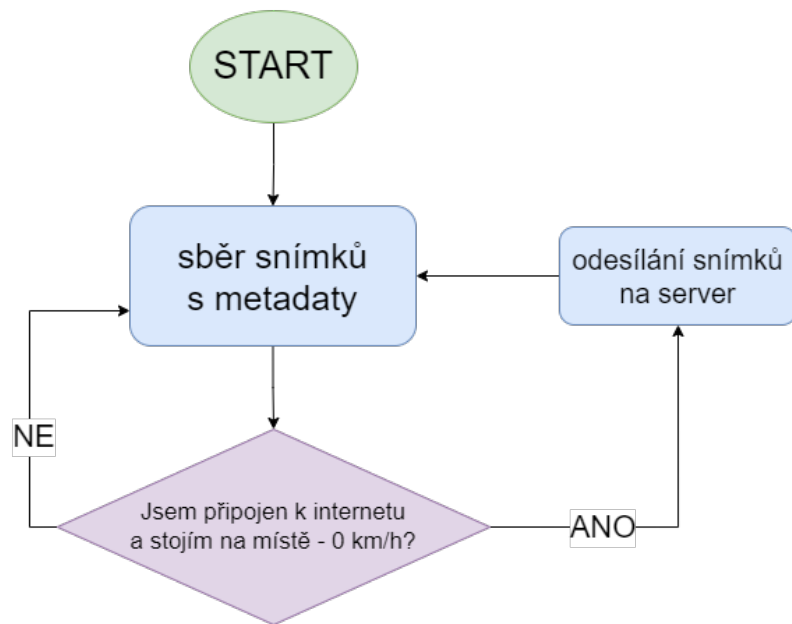 START
sběr snímků
s metadaty
odesílání snímků
na server
NE
Jsem připojen k internetu
a stojím na místě - 0 km/h?
ANO